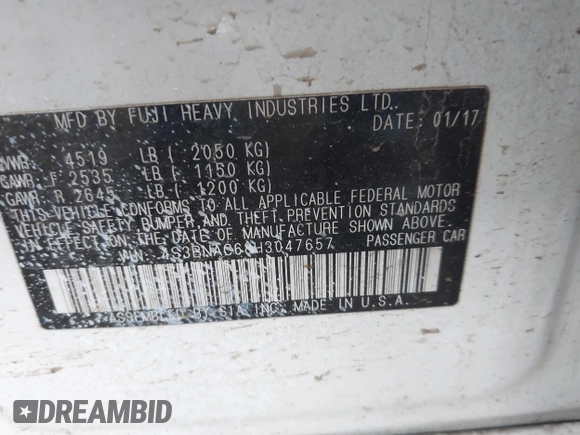 MFD BY FUJI HEAVY INDUSTRIES LTD.
DATE: 01/17
4519 LB ( 2050 KG)
GAWR: F 2535 LB ( 1150 KG)
GAWR: R 2645 LB ( 1200 KG)
THIS VEHICLE CONFORMS TO ALL APPLICABLE FEDERAL MOTOR
VEHICLE SAFETY BUMPER, AND THEFT PREVENTION STANDARDS
IN EFFECT ON THE DATE OF MANUFACTURE SHOWN ABOVE.
VIN: PASSENGER CAR
ASSEMBLED BY SIA INC. MADE IN U.S.A.
DREAMBID